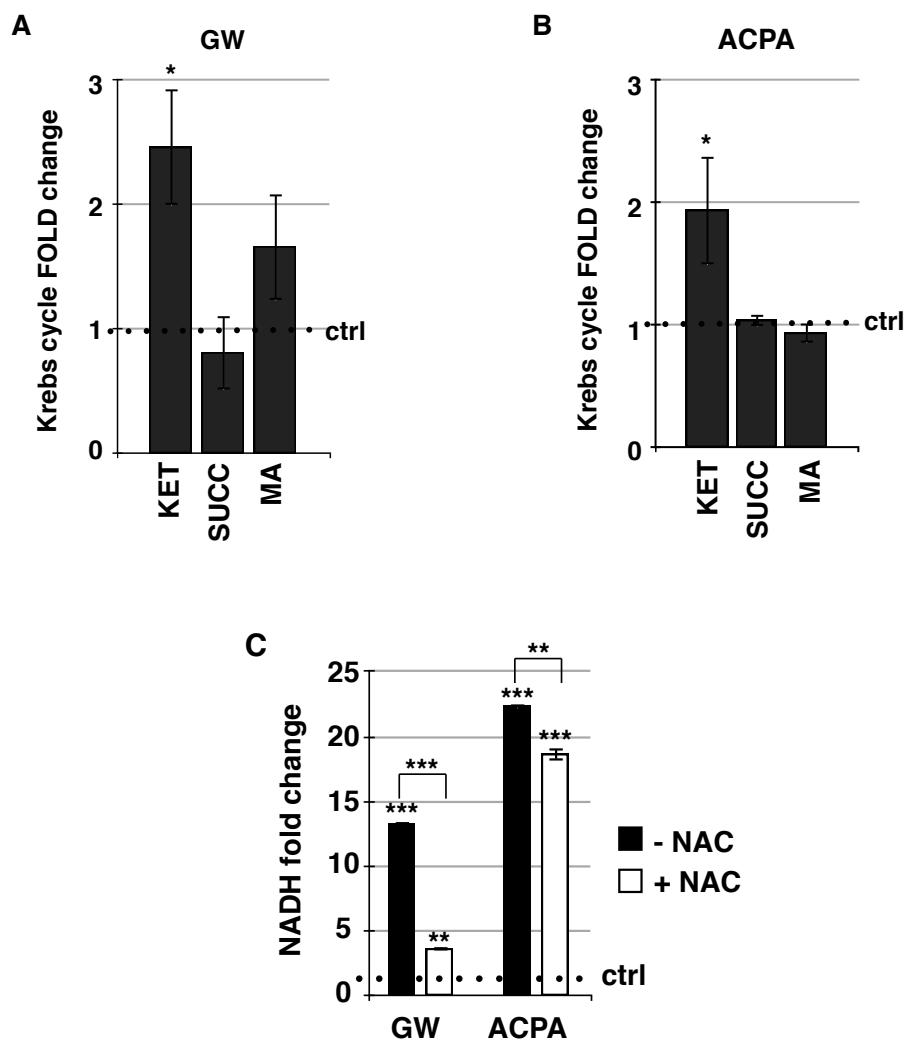 A
GW
Krebs cycle FOLD change
3
2
1
0
*
ctrl
KET
SUCC
MA
B
ACPA
Krebs cycle FOLD change
3
2
1
0
*
ctrl
KET
SUCC
MA
C
NADH fold change
25
20
15
10
5
0
***
***
**
**
***
***
- NAC
+ NAC
ctrl
GW
ACPA